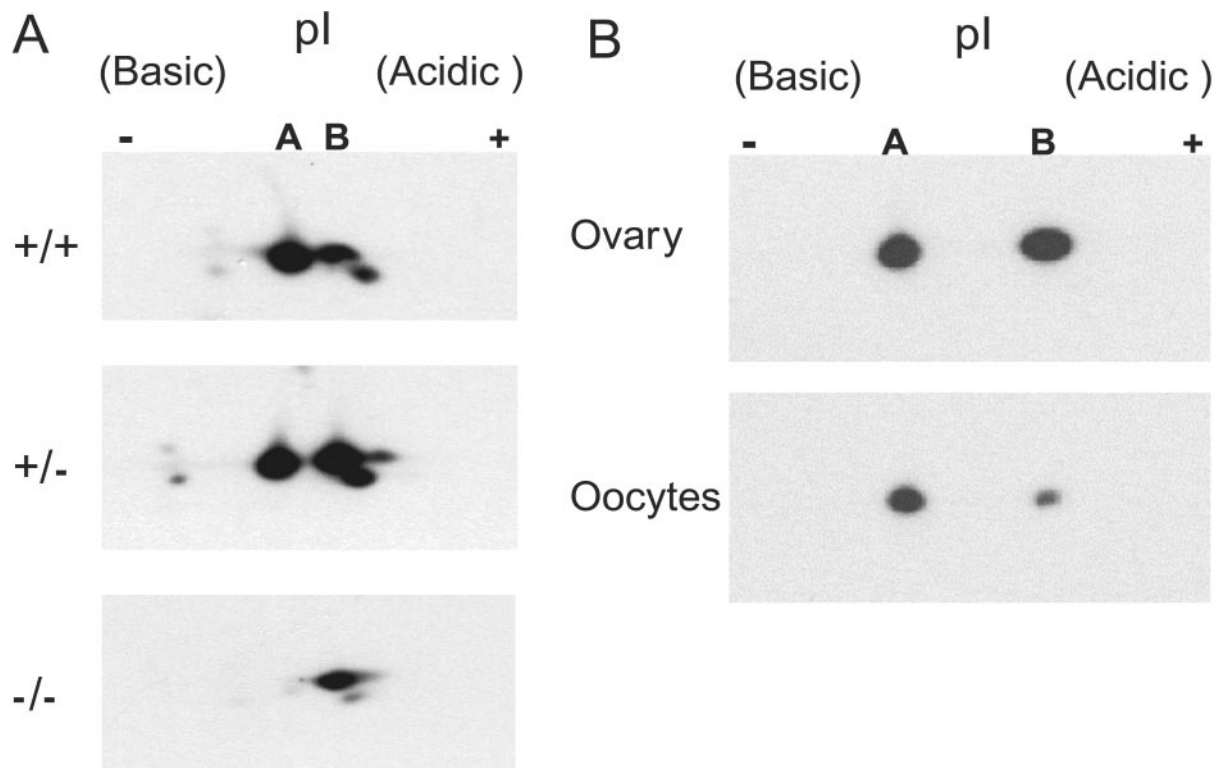 A
pI
(Basic) (Acidic )
- A B +
+/+
+/-
-/-
B
pI
(Basic) (Acidic )
- A B +
Ovary
Oocytes